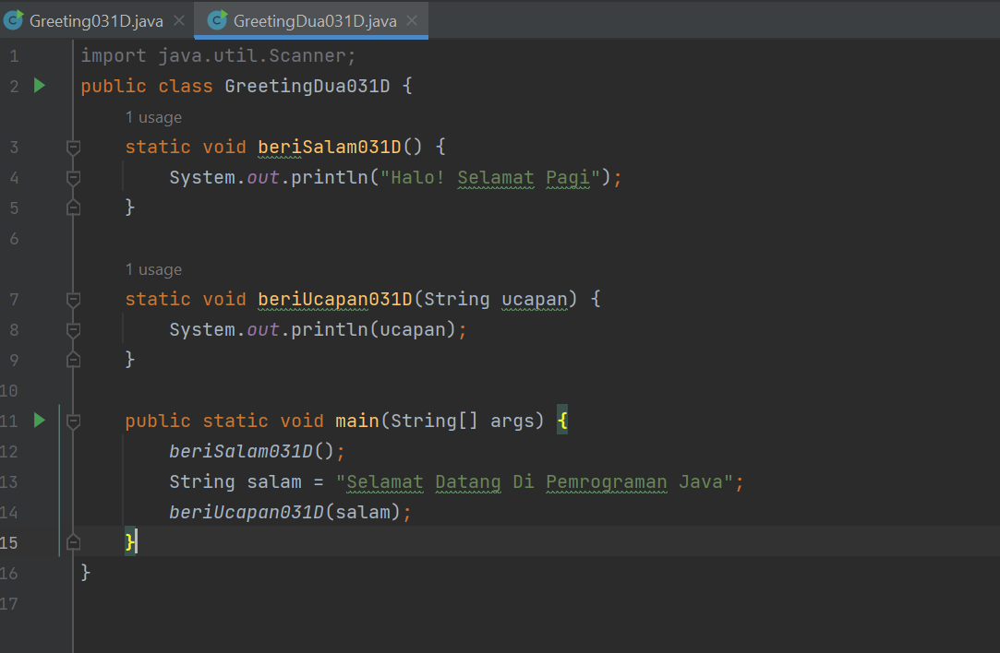 Greeting031D.java GreetingDua031D.java
1 import java.util.Scanner;
2 public class GreetingDua031D {
1 usage
3 static void beriSalam031D() {
4 System.out.println("Halo! Selamat Pagi");
5 }
6
1 usage
7 static void beriUcapan031D(String ucapan) {
8 System.out.println(ucapan);
9 }
10
11 public static void main(String[] args) {
12 beriSalam031D();
13 String salam = "Selamat Datang Di Pemrograman Java";
14 beriUcapan031D(salam);
15 }
16 }
17